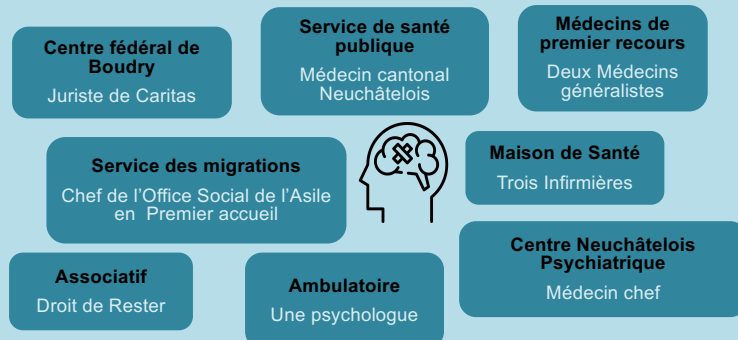 Centre fédéral de
Boudry
Juriste de Caritas
Service de santé
publique
Médecin cantonal
Neuchâtelois
Médecins de
premier recours
Deux Médecins
généralistes
Service des migrations
Chef de l'Office Social de l'Asile
en Premier accueil
Maison de Santé
Trois Infirmières
Associatif
Droit de Rester
Ambulatoire
Une psychologue
Centre Neuchâtelois
Psychiatrique
Médecin chef